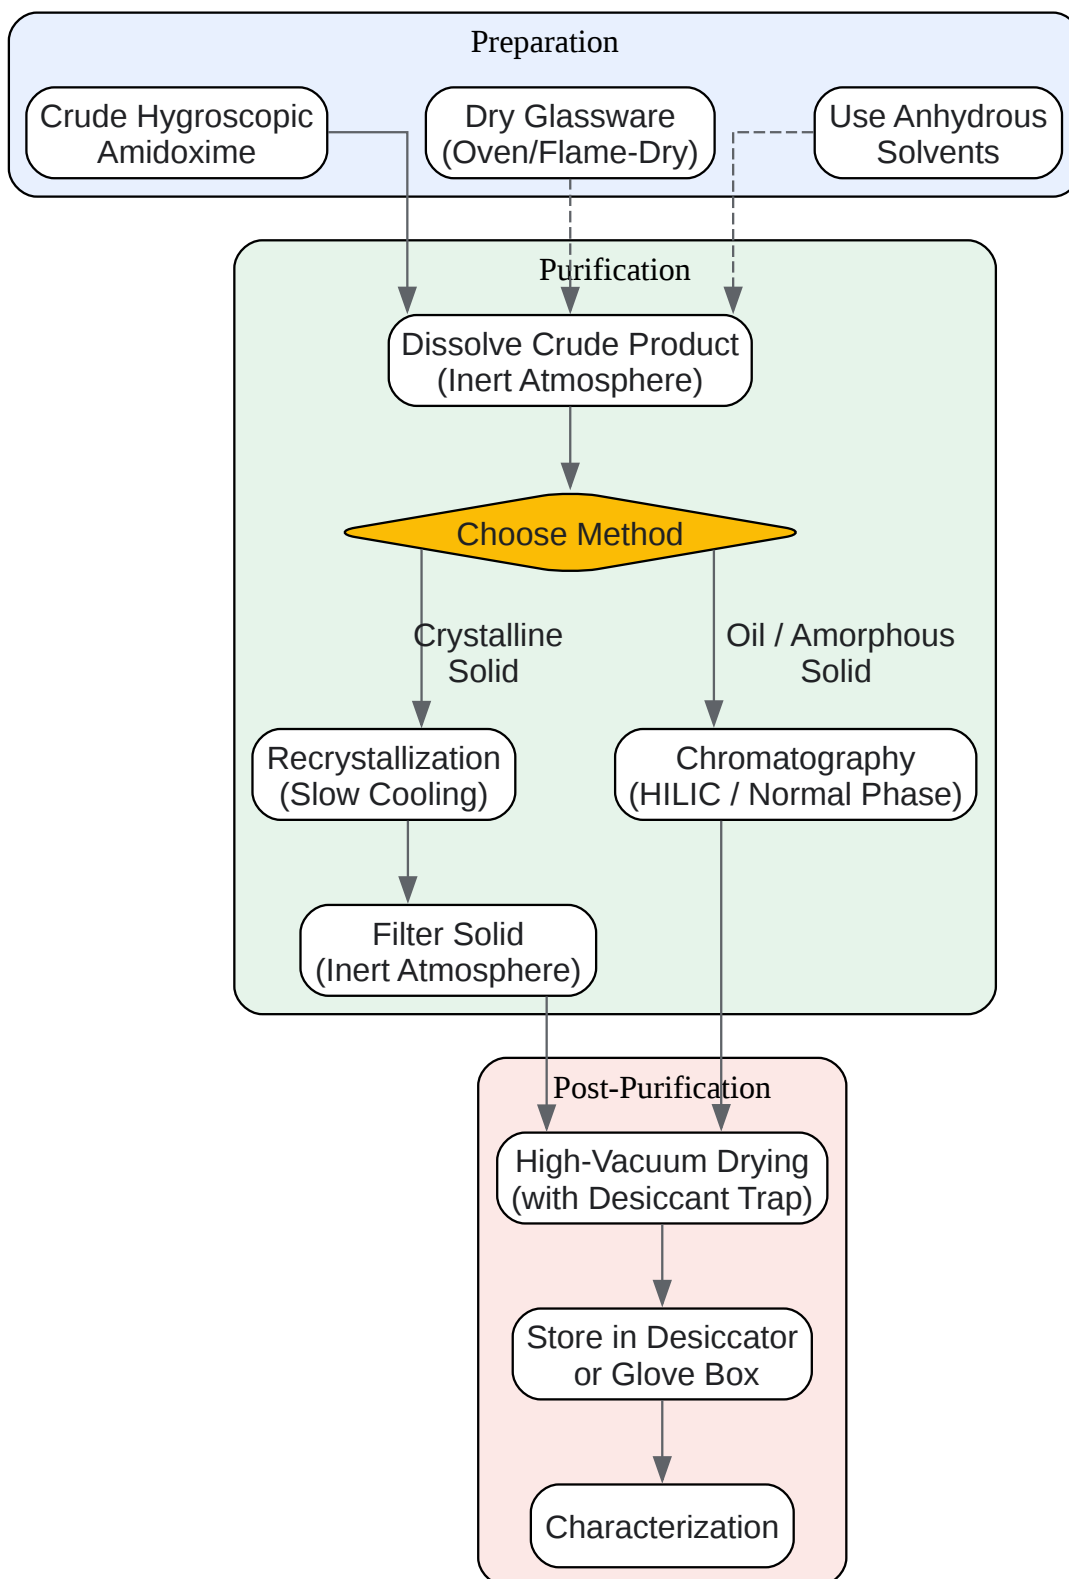 Preparation
Crude Hygroscopic
Amidoxime
Dry Glassware
(Oven/Flame-Dry)
Use Anhydrous
Solvents
Purification
Dissolve Crude Product
(Inert Atmosphere)
Choose Method
Crystalline
Solid
Oil / Amorphous
Solid
Recrystallization
(Slow Cooling)
Chromatography
(HILIC / Normal Phase)
Filter Solid
(Inert Atmosphere)
Post-Purification
High-Vacuum Drying
(with Desiccant Trap)
Store in Desiccator
or Glove Box
Characterization